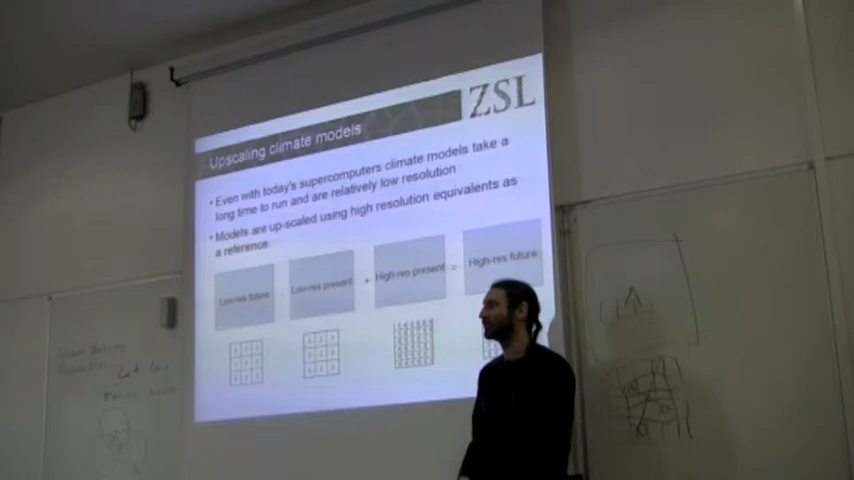 ZSL
Upscaling climate models
• Even with today's supercomputers climate models take a
long time to run and are relatively low resolution
• Models are up-scaled using high resolution equivalents as
a reference
Low-res future - Low-res present + High-res present = High-res future